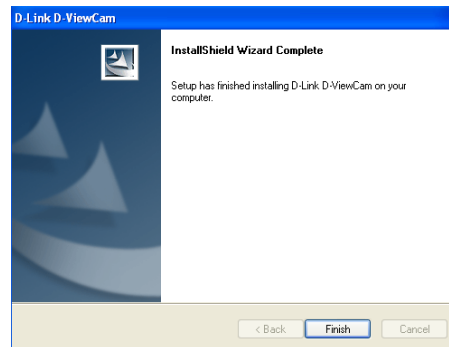 D-Link D-ViewCam
InstallShield Wizard Complete
Setup has finished installing D-Link D-ViewCam on your
computer.
< Back Finish Cancel